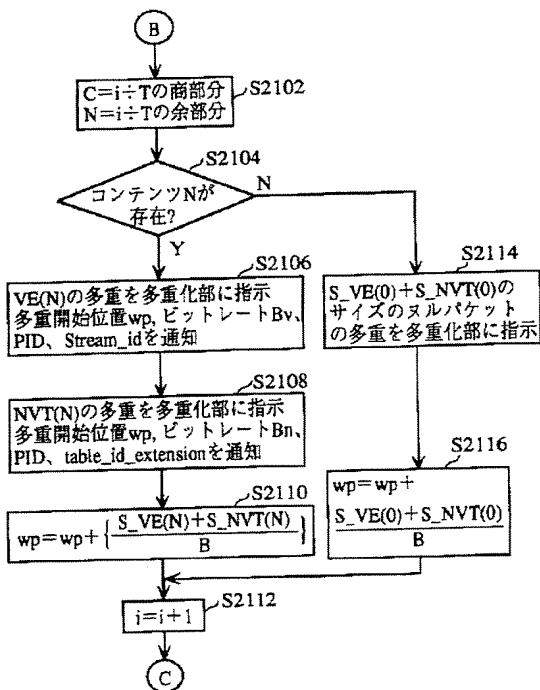 B
C=i÷Tの商部分
N=i÷Tの余部分
S2102
S2104
コンテンツNが
存在?
N
Y
S2106
VE(N)の多重を多重化部に指示
多重開始位置wp, ビットレートBv、
PID、Stream_idを通知
S2108
NVT(N)の多重を多重化部に指示
多重開始位置wp, ビットレートBn、
PID、table_id_extensionを通知
S2110
wp=wp+{S_VE(N)+S_NVT(N)
B}
S2114
S_VE(0)+S_NVT(0)の
サイズのヌルパケット
の多重を多重化部に指示
S2116
wp=wp+
S_VE(0)+S_NVT(0)
B
S2112
i=i+1
C